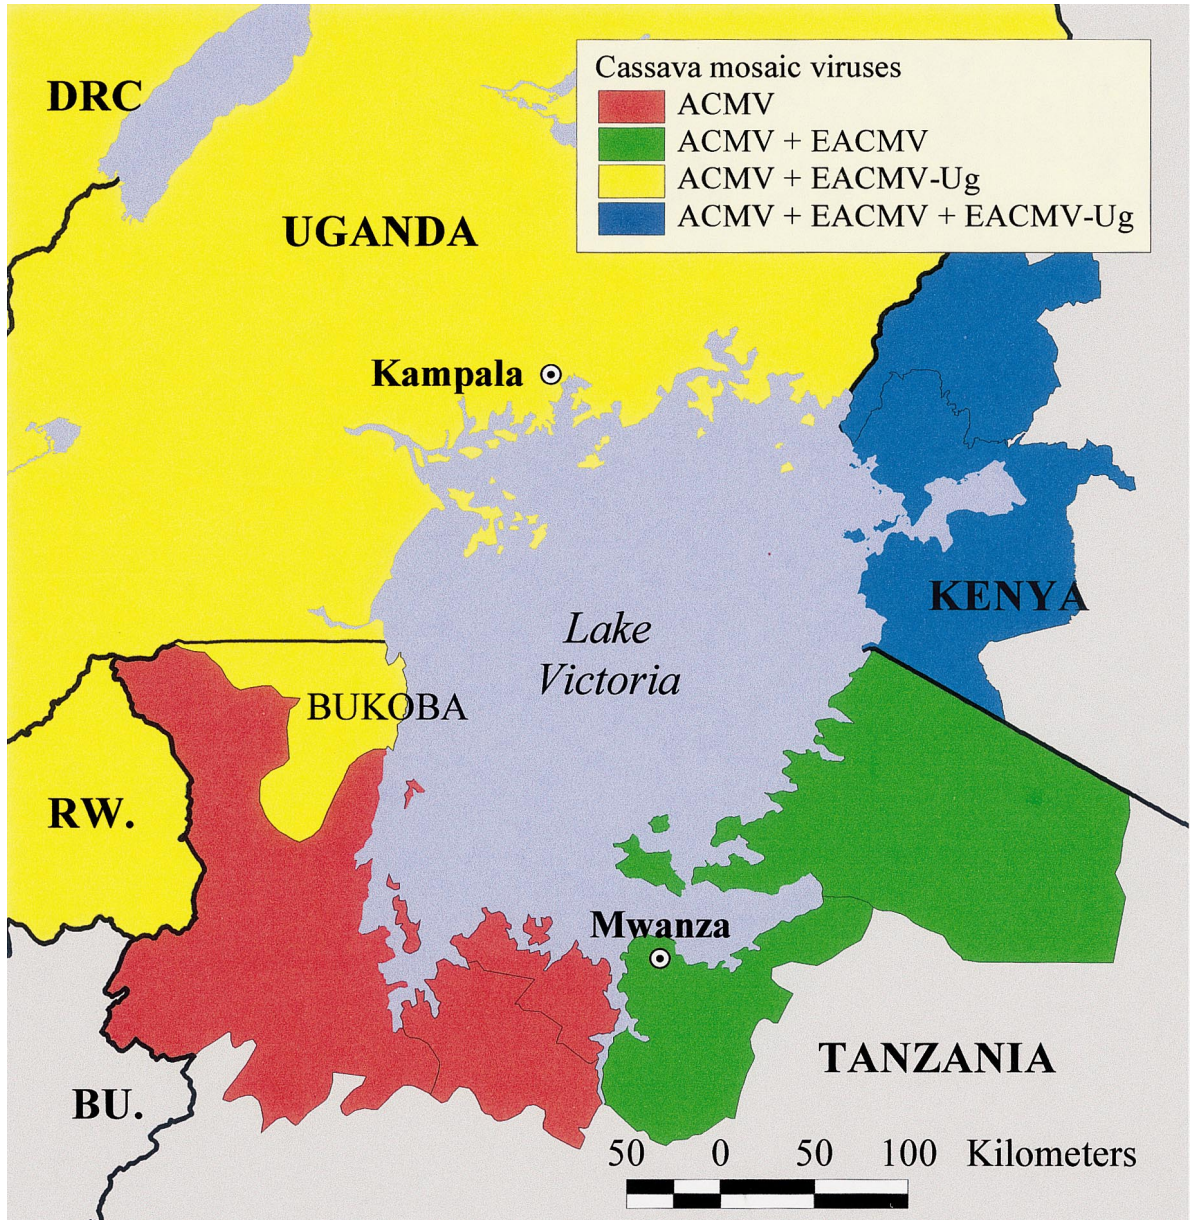 DRC
Cassava mosaic viruses
ACMV
ACMV + EACMV
ACMV + EACMV-Ug
ACMV + EACMV + EACMV-Ug
UGANDA
Kampala
KENYA
Lake
Victoria
BUKOBA
RW.
Mwanza
TANZANIA
BU.
50 0 50 100 Kilometers